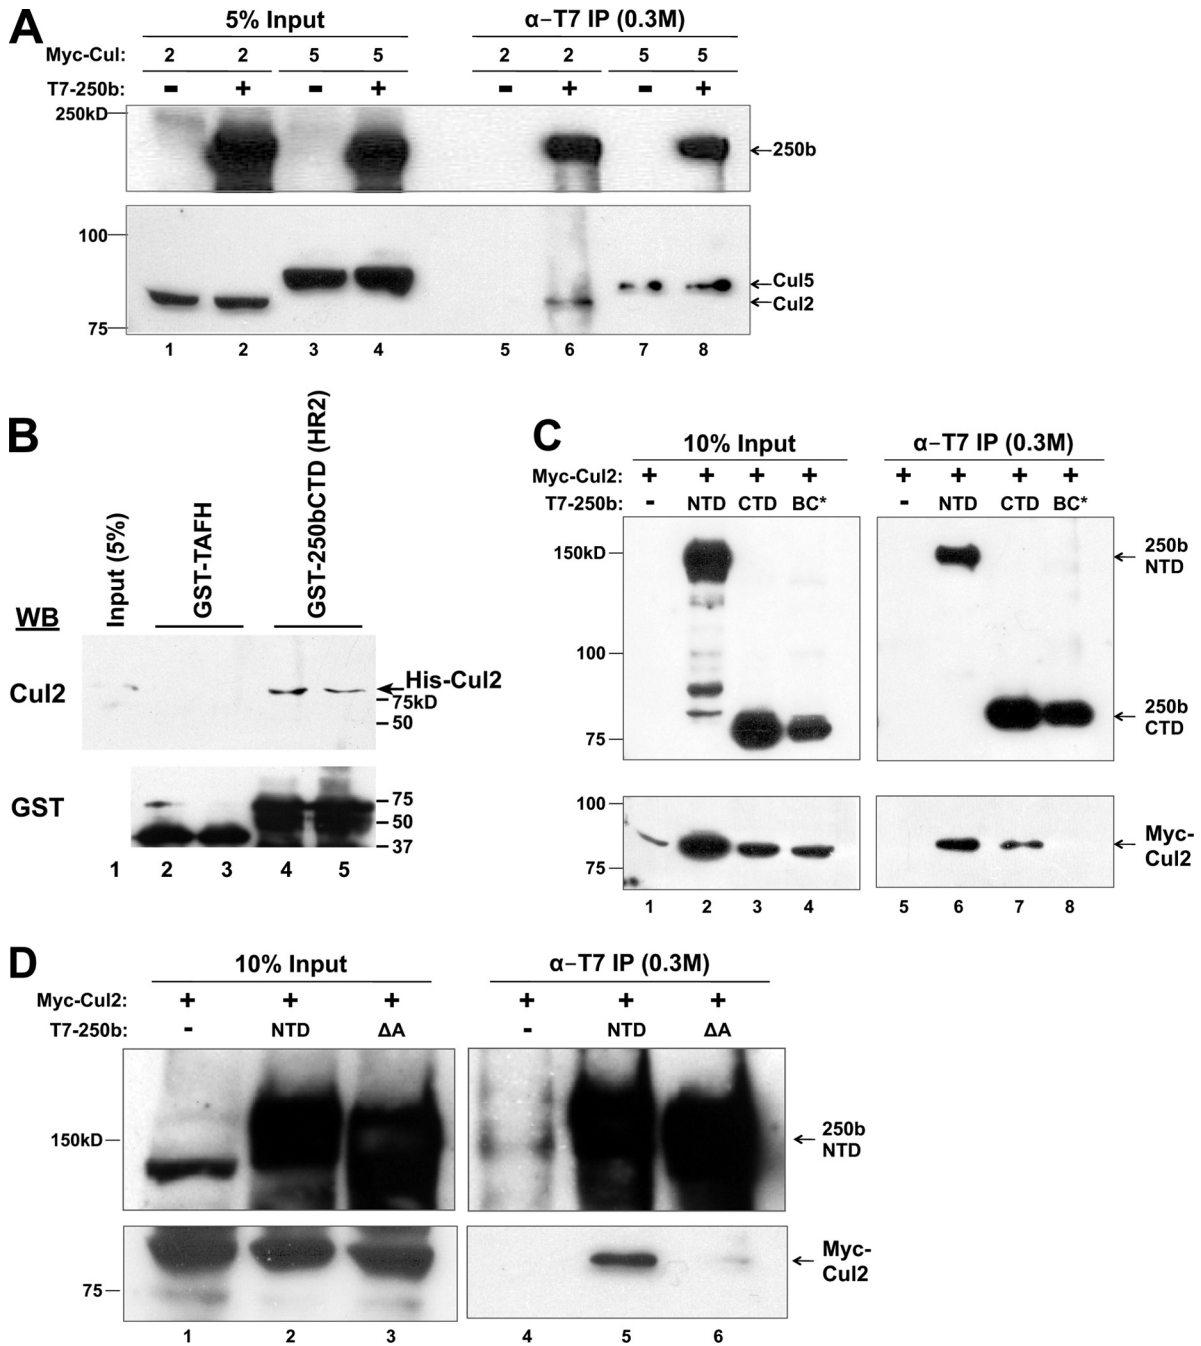 A
5% Input
α–T7 IP (0.3M)
Myc-Cul: 2 2 5 5 2 2 5 5
T7-250b: - + - + - + - +
250kD
250b
100
Cul5
Cul2
75
1 2 3 4 5 6 7 8
B
Input (5%)
GST-TAFH
GST-250bCTD (HR2)
WB
Cul2
His-Cul2
75kD
50
GST
75
50
37
1 2 3 4 5
C
10% Input
α–T7 IP (0.3M)
Myc-Cul2: + + + + + + + +
T7-250b: - NTD CTD BC* - NTD CTD BC*
150kD
250b
NTD
100
250b
CTD
75
100
Myc-
Cul2
75
1 2 3 4 5 6 7 8
D
10% Input
α–T7 IP (0.3M)
Myc-Cul2: + + + + + +
T7-250b: - NTD ΔA - NTD ΔA
150kD
250b
NTD
Myc-
Cul2
75
1 2 3 4 5 6